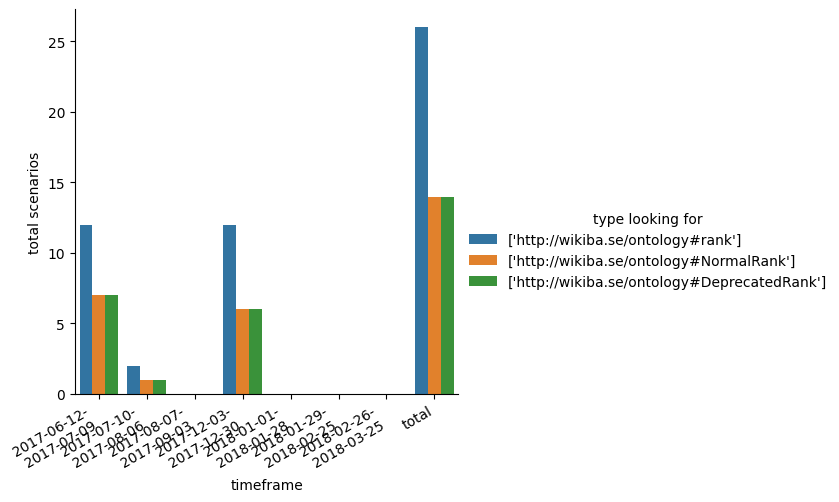 25
20
15
10
5
0
total scenarios
2017-06-12-
2017-07-09
2017-07-10-
2017-08-06
2017-08-07-
2017-09-03
2017-12-03-
2017-12-30
2018-01-01-
2018-01-28
2018-01-29-
2018-02-25
2018-02-26-
2018-03-25
total
timeframe
type looking for
['http://wikiba.se/ontology#rank']
['http://wikiba.se/ontology#NormalRank']
['http://wikiba.se/ontology#DeprecatedRank']